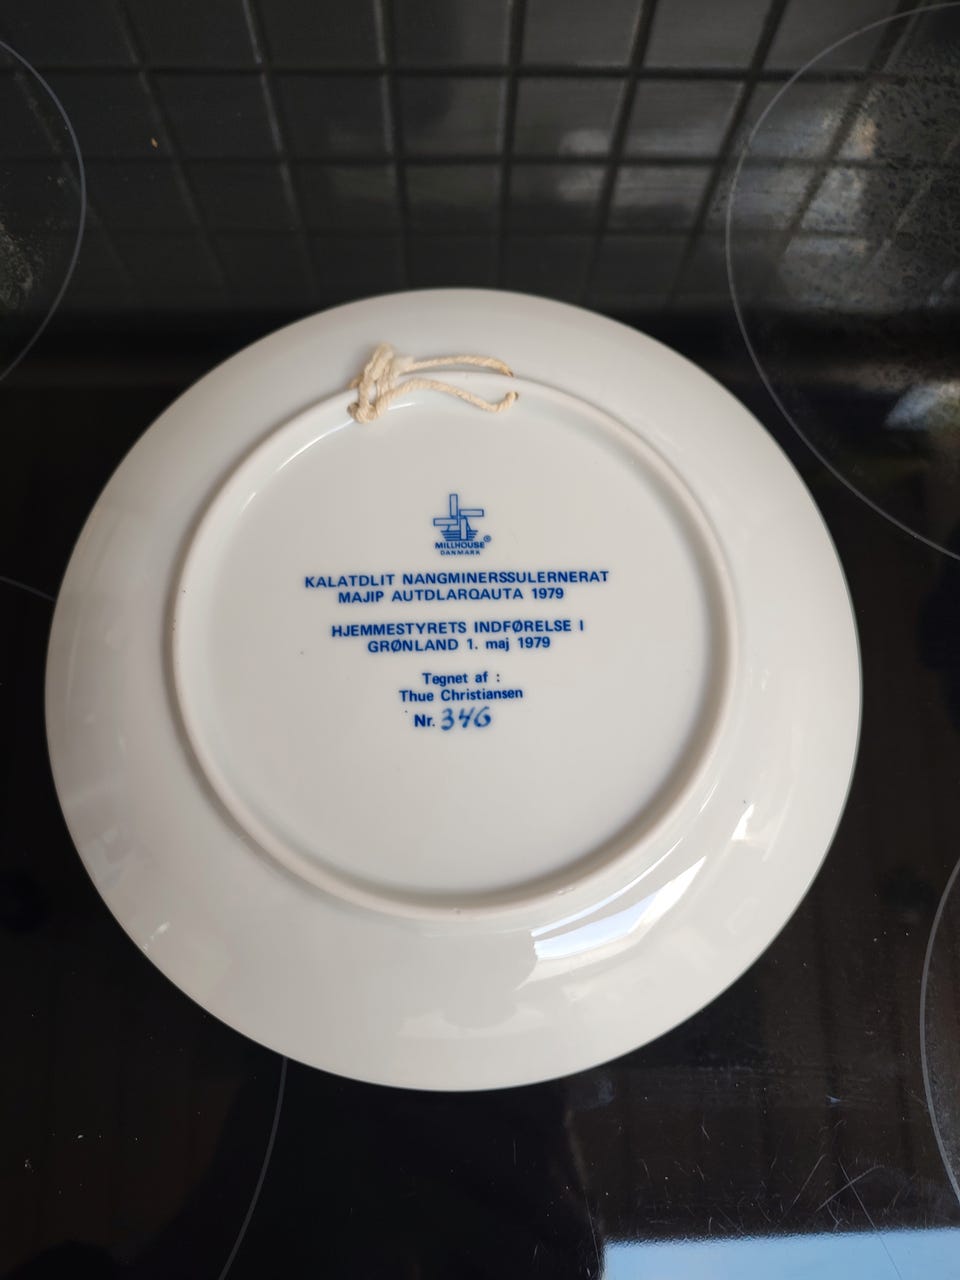 MILLHOUSE®
DANMARK
KALATDLIT NANGMINERSSULERNERAT
MAJIP AUTDLARQAUTA 1979
HJEMMESTYRETS INDFØRELSE I
GRØNLAND 1. maj 1979
Tegnet af :
Thue Christiansen
Nr. 346